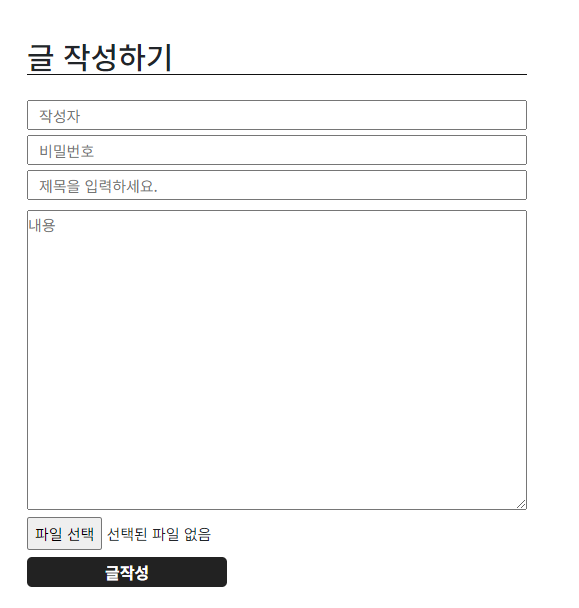 글 작성하기
작성자
비밀번호
제목을 입력하세요.
내용
파일 선택 선택된 파일 없음
글작성